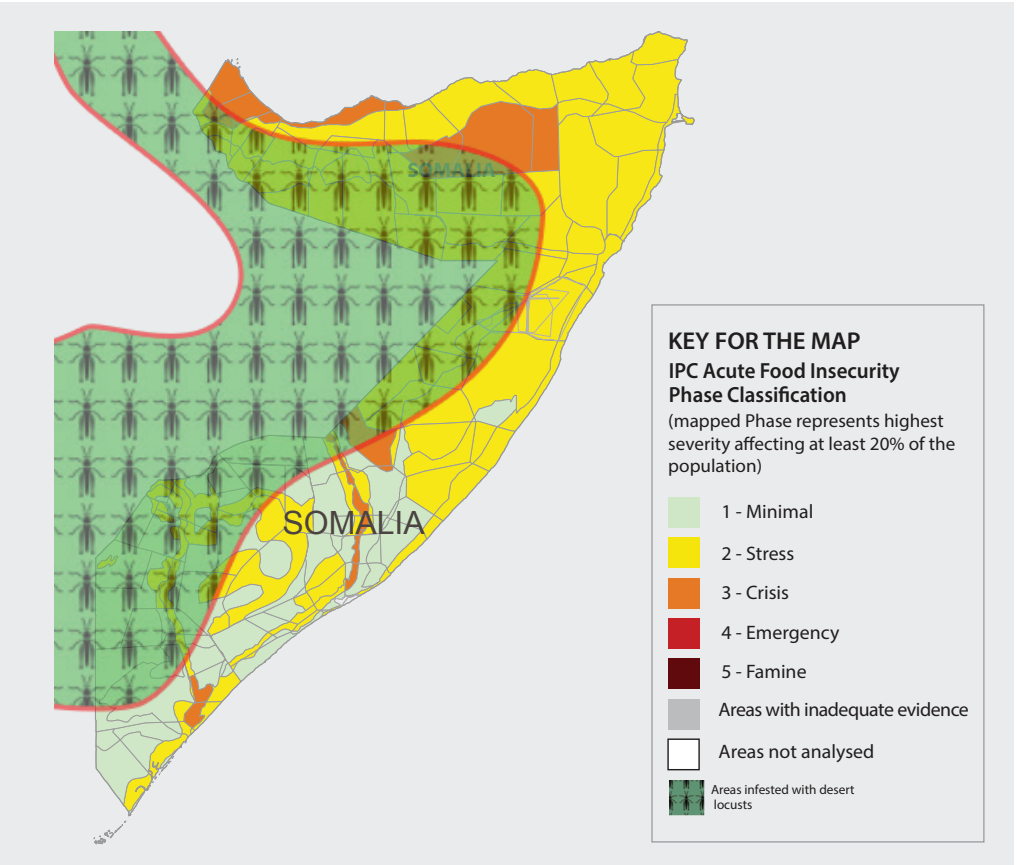 SOMALIA
SOMALIA
KEY FOR THE MAP
IPC Acute Food Insecurity
Phase Classification
(mapped Phase represents highest
severity affecting at least 20% of the
population)
1 - Minimal
2 - Stress
3 - Crisis
4 - Emergency
5 - Famine
Areas with inadequate evidence
Areas not analysed
Areas infested with desert
locusts